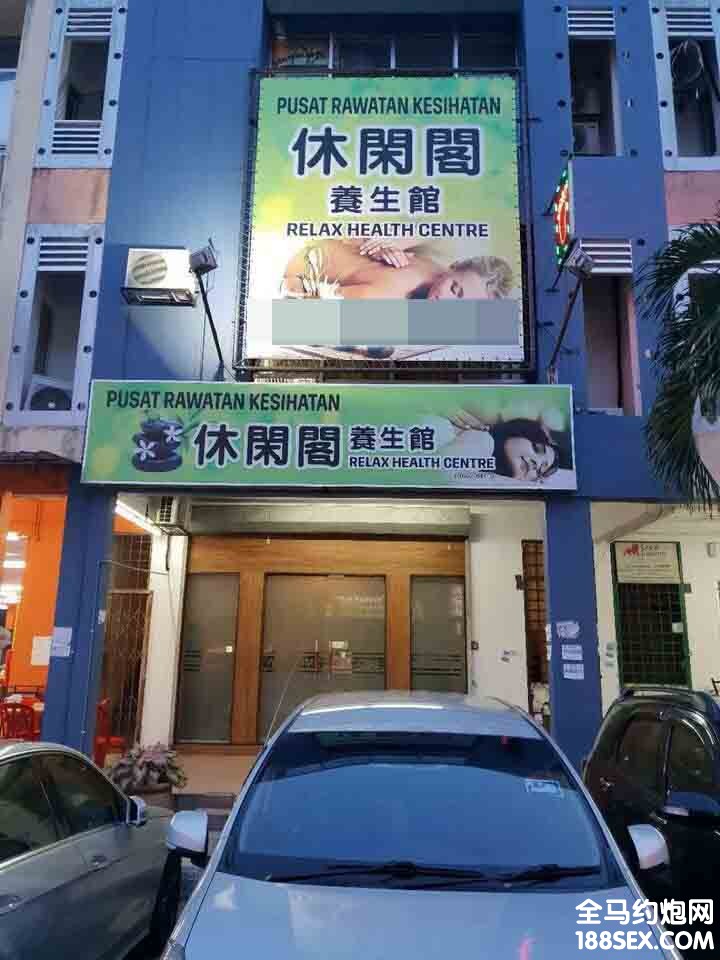 PUSAT RAWATAN KESIHATAN
休閑閣
養生館
RELAX HEALTH CENTRE
PUSAT RAWATAN KESIHATAN
休閑閣 養生館
RELAX HEALTH CENTRE
全马约炮网
188SEX.COM